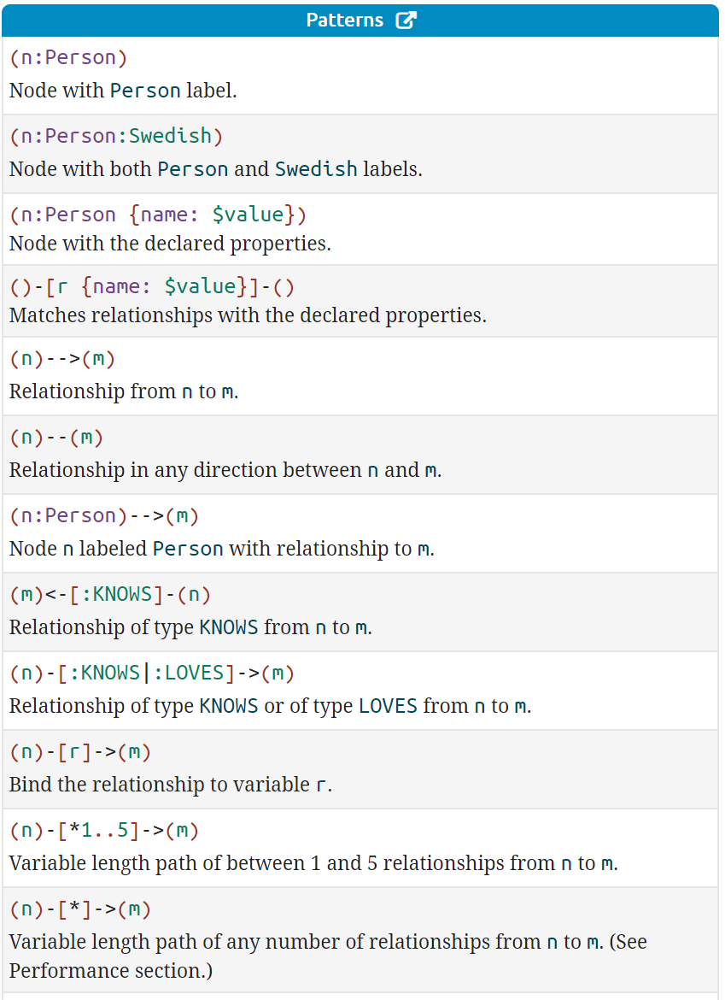 Patterns
(n:Person)
Node with Person label.
(n:Person:Swedish)
Node with both Person and Swedish labels.
(n:Person {name: $value})
Node with the declared properties.
()-[r {name: $value}]-()
Matches relationships with the declared properties.
(n)-->(m)
Relationship from n to m.
(n)--(m)
Relationship in any direction between n and m.
(n:Person)-->(m)
Node n labeled Person with relationship to m.
(m)<-[:KNOWS]-(n)
Relationship of type KNOWS from n to m.
(n)-[:KNOWS|:LOVES]->(m)
Relationship of type KNOWS or of type LOVES from n to m.
(n)-[r]->(m)
Bind the relationship to variable r.
(n)-[*1..5]->(m)
Variable length path of between 1 and 5 relationships from n to m.
(n)-[*]->(m)
Variable length path of any number of relationships from n to m. (See
Performance section.)